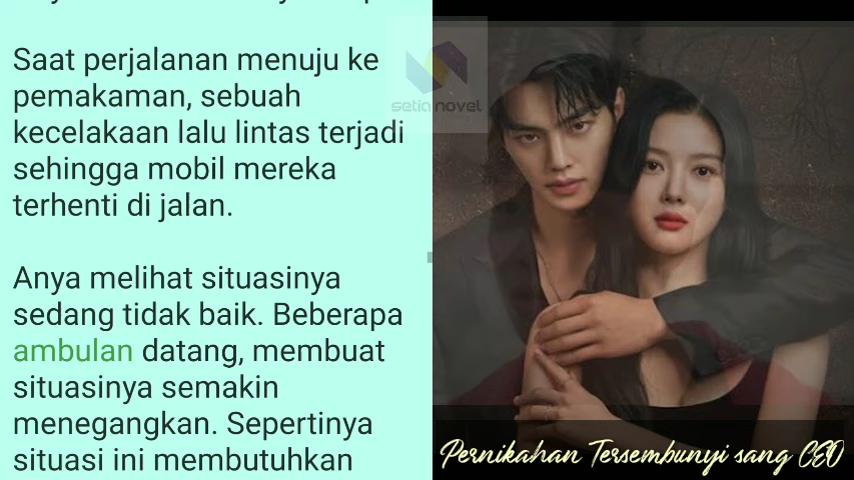 Saat perjalanan menuju ke
pemakaman, sebuah
kecelakaan lalu lintas terjadi
sehingga mobil mereka
terhenti di jalan.
Anya melihat situasinya
sedang tidak baik. Beberapa
ambulan datang, membuat
situasinya semakin
menegangkan. Sepertinya
situasi ini membutuhkan
setia novel
Pernikahan Tersembunyi sang CEO